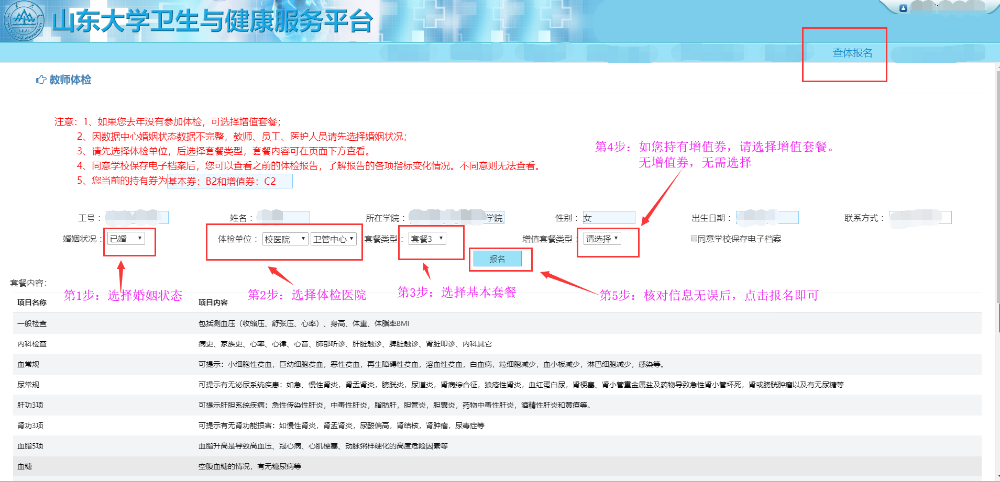 山东大学卫生与健康服务平台
查体报名
教师体检
注意：1、如果您去年没有参加体检，可选择增值套餐；
2、因数据中心婚姻状态数据不完整，教师、员工、医护人员请先选择婚姻状况；
3、请先选择体检单位，后选择套餐类型，套餐内容可在页面下方查看。
4、同意学校保存电子档案后，您可以查看之前的体检报告，了解报告的各项指标变化情况。不同意则无法查看。
5、您当前的持有券为基本券：B2和增值券：C2
第4步：如您持有增值券，请选择增值套餐。
无增值券，无需选择
工号： 姓名： 所在学院： 学院 性别： 女 出生日期： 联系方式：
婚姻状况： 已婚 体检单位： 校医院 卫管中心 套餐类型： 套餐3 增值套餐类型： 请选择 同意学校保存电子档案
报名
套餐内容：
第1步：选择婚姻状态
第2步：选择体检医院
第3步：选择基本套餐
第5步：核对信息无误后，点击报名即可
项目名称 项目内容
一般检查 包括测血压（收缩压、舒张压、心率）、身高、体重、体脂率BMI
内科检查 病史、家族史、心率、心律、心音、肺部听诊、肝脏触诊、脾脏触诊、肾脏叩诊、内科其它
血常规 可提示：小细胞性贫血，巨幼细胞贫血，恶性贫血，再生障碍性贫血，溶血性贫血，白血病，粒细胞减少，血小板减少，淋巴细胞减少，感染等。
尿常规 可提示有无泌尿系统疾患：如急、慢性肾炎，肾盂肾炎，膀胱炎，尿道炎，肾病综合征，狼疮性肾炎，血红蛋白尿，肾梗塞、肾小管重金属盐及药物导致急性肾小管坏死，肾或膀胱肿瘤以及有无尿糖等
肝功3项 可提示肝胆系统疾病：急性传染性肝炎，中毒性肝炎，脂肪肝，胆管炎，胆囊炎，药物中毒性肝炎，酒精性肝炎和黄疸等。
肾功3项 可提示有无肾功能损害：如慢性肾炎，肾盂肾炎，尿酸偏高，肾结核，肾肿瘤，尿毒症等
血脂5项 血脂升高是导致高血压、冠心病、心肌梗塞、动脉粥样硬化的高度危险因素等
血糖 空腹血糖的情况，有无糖尿病等